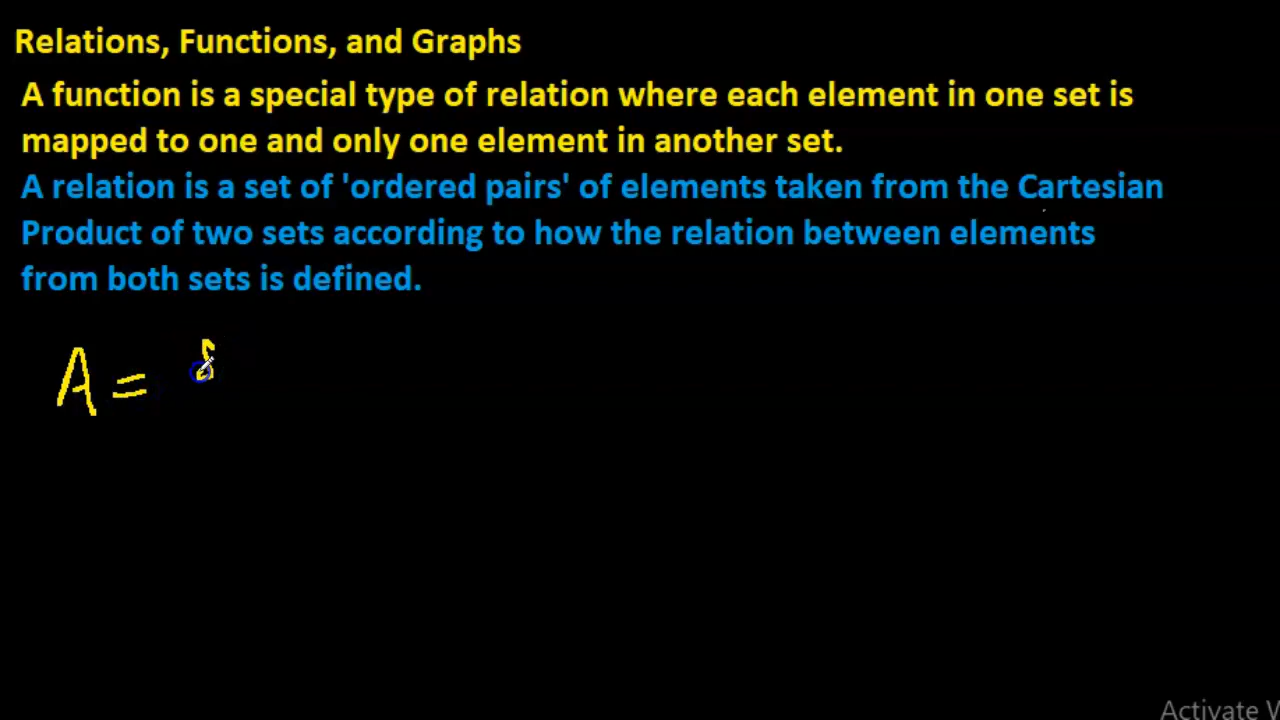 Relations, Functions, and Graphs
A function is a special type of relation where each element in one set is
mapped to one and only one element in another set.
A relation is a set of 'ordered pairs' of elements taken from the Cartesian
Product of two sets according to how the relation between elements
from both sets is defined.
A =
Activate